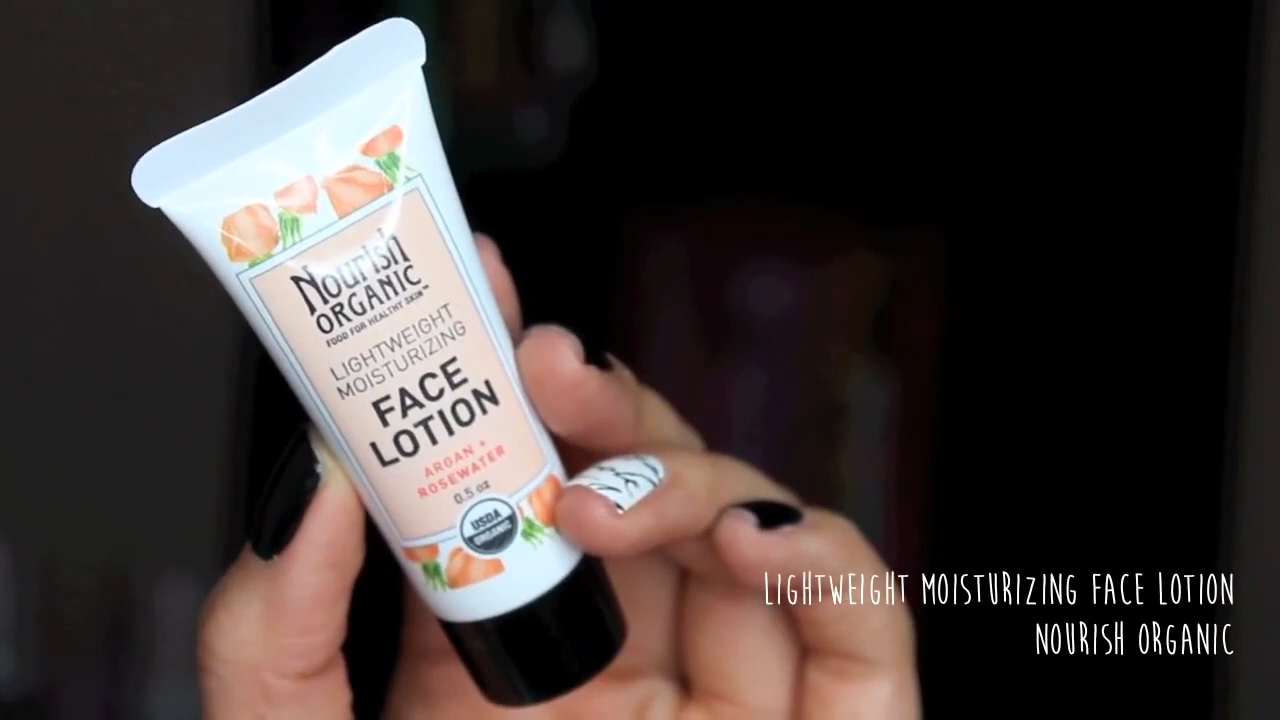 Nourish
ORGANIC
FOOD FOR HEALTHY SKIN™
LIGHTWEIGHT
MOISTURIZING
FACE
LOTION
ARGAN +
ROSEWATER
0.5 oz
USDA
ORGANIC
LIGHTWEIGHT MOISTURIZING FACE LOTION
NOURISH ORGANIC